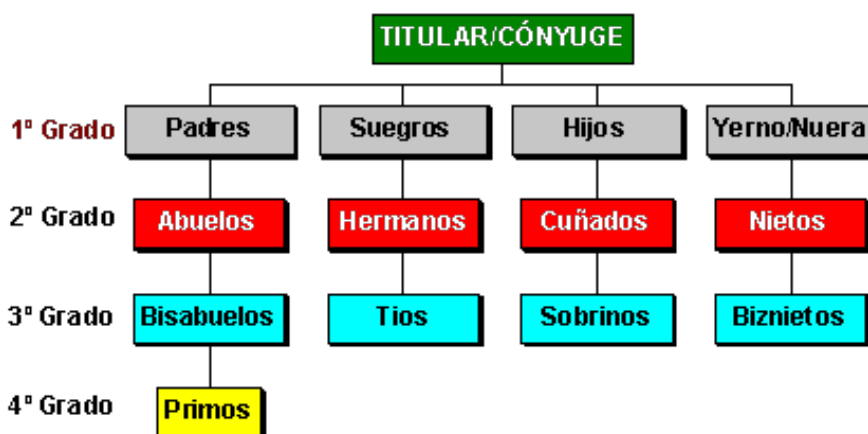 TITULAR/CÓNYUGE
1º Grado Padres Suegros Hijos Yerno/Nuera
2º Grado Abuelos Hermanos Cuñados Nietos
3º Grado Bisabuelos Tios Sobrinos Biznietos
4º Grado Primos